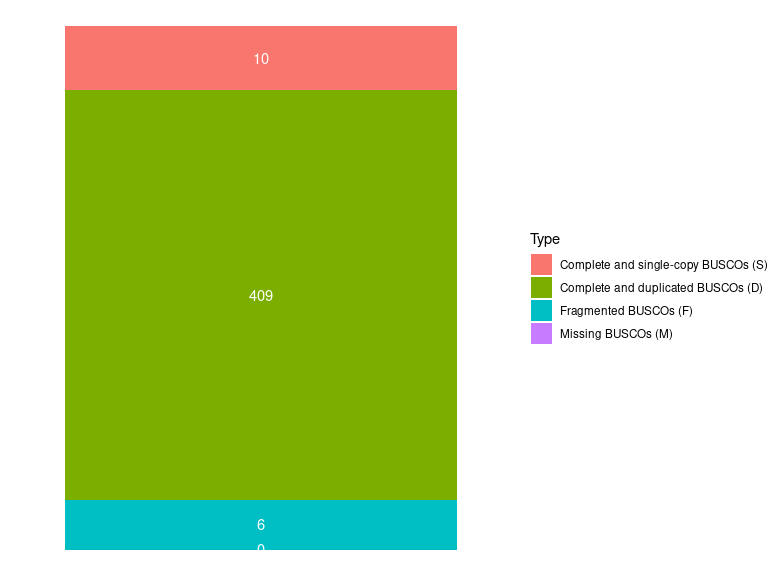 10
409
6
0
Type
Complete and single-copy BUSCOs (S)
Complete and duplicated BUSCOs (D)
Fragmented BUSCOs (F)
Missing BUSCOs (M)